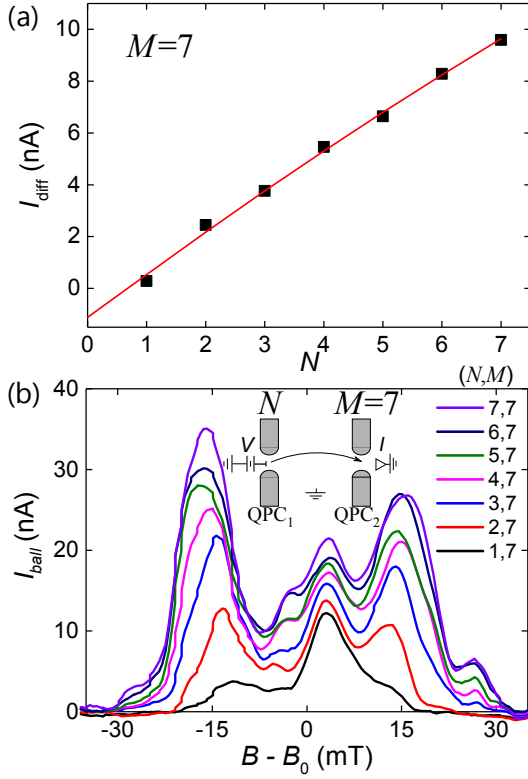 (a)
M=7
I_diff (nA)
10
8
6
4
2
0
0 1 2 3 4 5 6 7
N
(b)
(N,M)
7,7
6,7
5,7
4,7
3,7
2,7
1,7
N M=7
V I
QPC₁ QPC₂
I_ball (nA)
40
30
20
10
0
-30 -15 0 15 30
B - B₀ (mT)